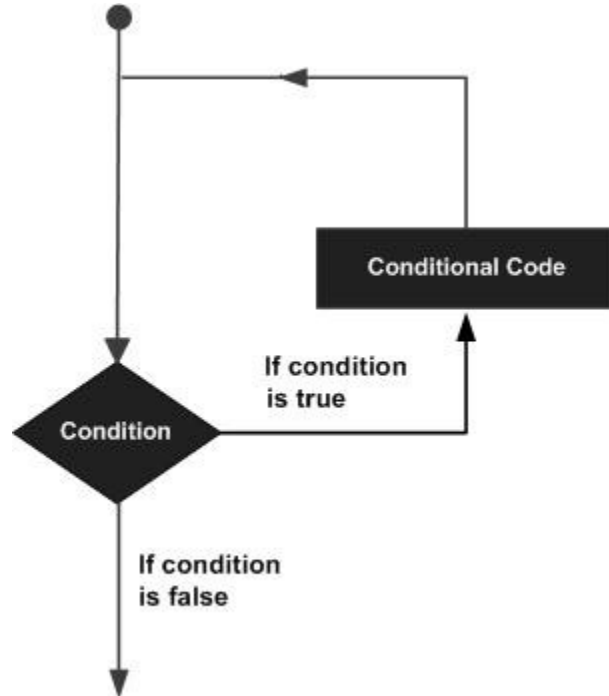 Conditional Code
If condition
is true
Condition
If condition
is false